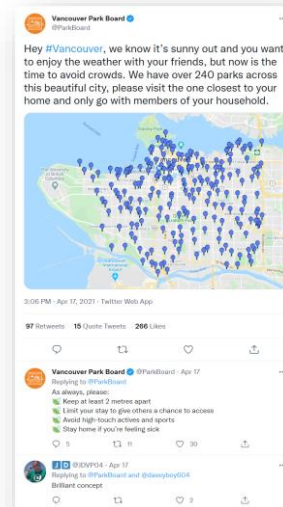 Vancouver Park Board
@ParkBoard
Hey #Vancouver, we know it's sunny out and you want
to enjoy the weather with your friends, but now is the
time to avoid crowds. We have over 240 parks across
this beautiful city, please visit the one closest to your
home and only go with members of your household.
3:06 PM · Apr 17, 2021 · Twitter Web App
97 Retweets 15 Quote Tweets 266 Likes
Vancouver Park Board @ParkBoard · Apr 17
Replying to @ParkBoard
As always, please:
Keep at least 2 metres apart
Limit your stay to give others a chance to access
Avoid high-touch actives and sports
Stay home if you're feeling sick
5 11 30
JD @JDVP04 · Apr 17
Replying to @ParkBoard and @dassyboy604
Brilliant concept
2